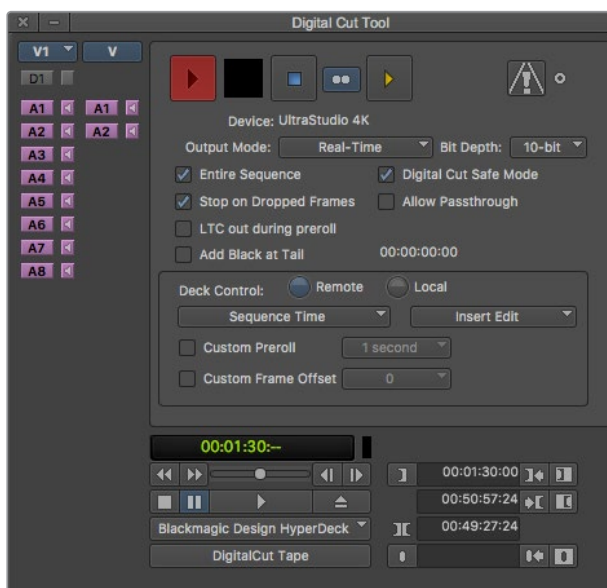 Digital Cut Tool
V1 V
D1
A1 A1
A2 A2
A3
A4
A5
A6
A7
A8
Device: UltraStudio 4K
Output Mode: Real-Time Bit Depth: 10-bit
Entire Sequence Digital Cut Safe Mode
Stop on Dropped Frames Allow Passthrough
LTC out during preroll
Add Black at Tail 00:00:00:00
Deck Control: Remote Local
Sequence Time Insert Edit
Custom Preroll 1 second
Custom Frame Offset 0
00:01:30:--
00:01:30:00
00:50:57:24
Blackmagic Design HyperDeck 00:49:27:24
DigitalCut Tape